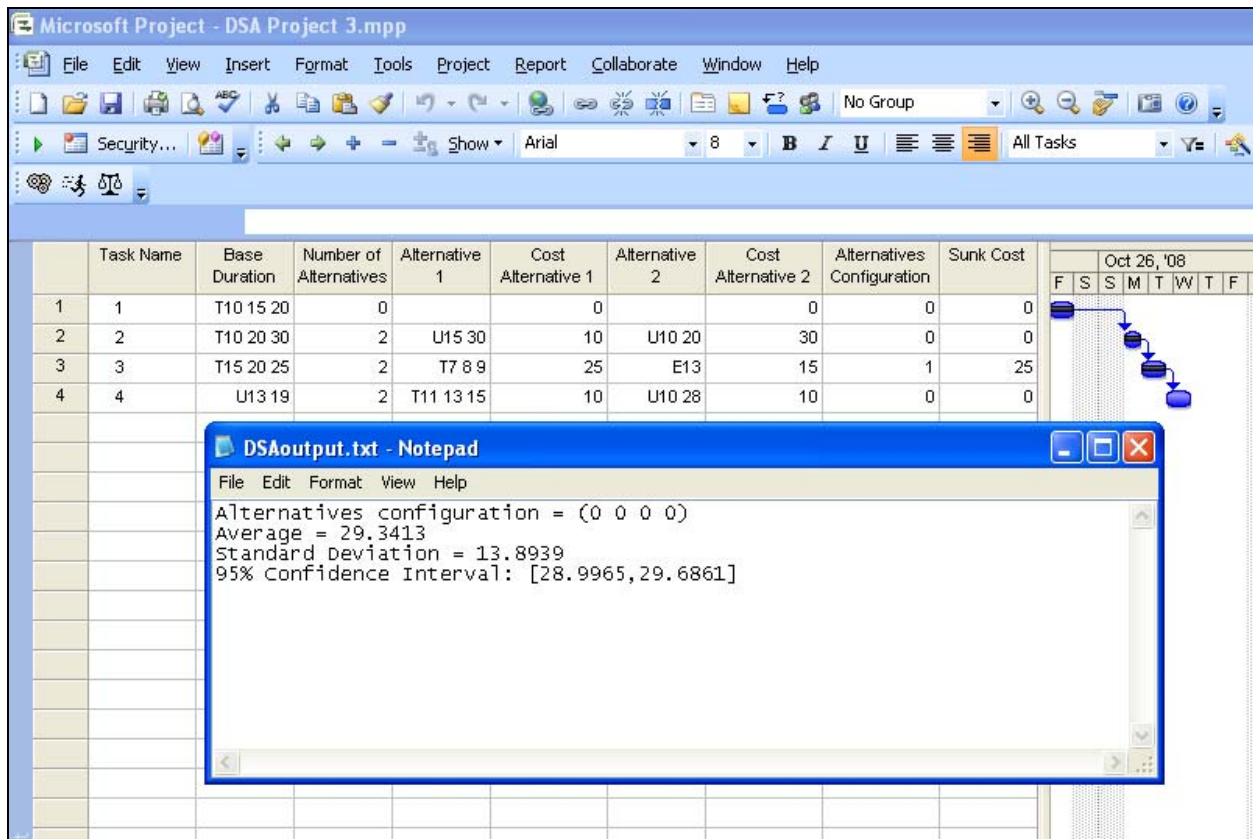 Microsoft Project - DSA Project 3.mpp
File Edit View Insert Format Tools Project Report Collaborate Window Help
ABC No Group
Security... Show Arial 8 B I U All Tasks
Task Name Base Duration Number of Alternatives Alternative 1 Cost Alternative 1 Alternative 2 Cost Alternative 2 Alternatives Configuration Sunk Cost Oct 26, '08
F S S M T W T F
1 1 T10 15 20 0 0 0 0 0
2 2 T10 20 30 2 U15 30 10 U10 20 30 0 0
3 3 T15 20 25 2 T7 8 9 25 E13 15 1 25
4 4 U13 19 2 T11 13 15 10 U10 28 10 0 0
DSAoutput.txt - Notepad
File Edit Format View Help
Alternatives configuration = (0 0 0 0)
Average = 29.3413
Standard Deviation = 13.8939
95% Confidence Interval: [28.9965,29.6861]